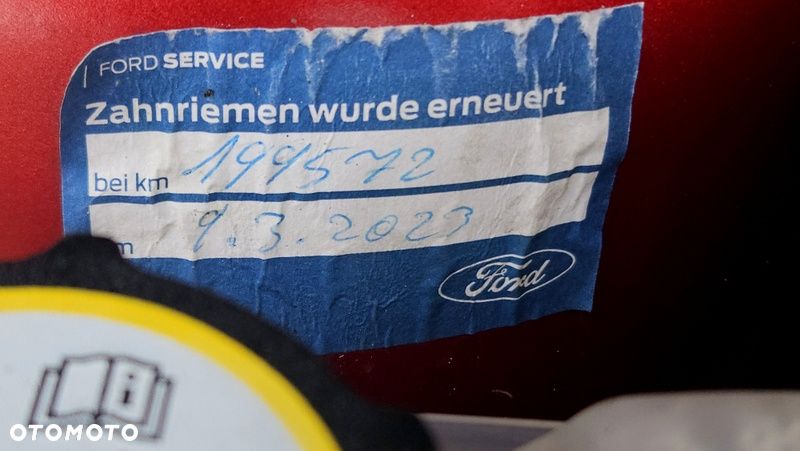 FORD SERVICE
Zahnriemen wurde erneuert
bei km 199572
m 9.3.2023
Ford
OTOMOTO